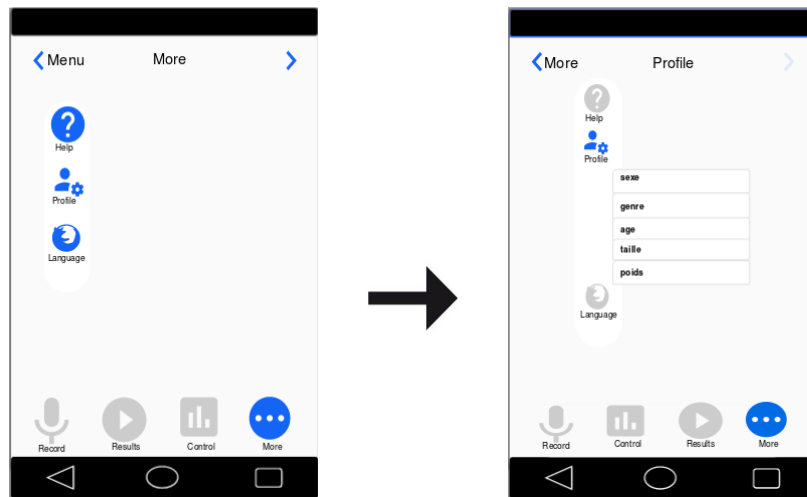 Menu More
Help
Profile
Language
Record Results Control More
More Profile
Help
Profile
sexe
genre
age
taille
poids
Language
Record Control Results More